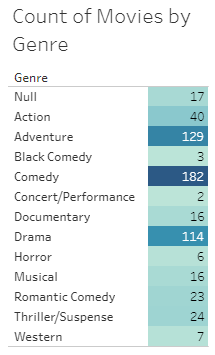 Count of Movies by
Genre
Genre
Null 17
Action 40
Adventure 129
Black Comedy 3
Comedy 182
Concert/Performance 2
Documentary 16
Drama 114
Horror 6
Musical 16
Romantic Comedy 23
Thriller/Suspense 24
Western 7